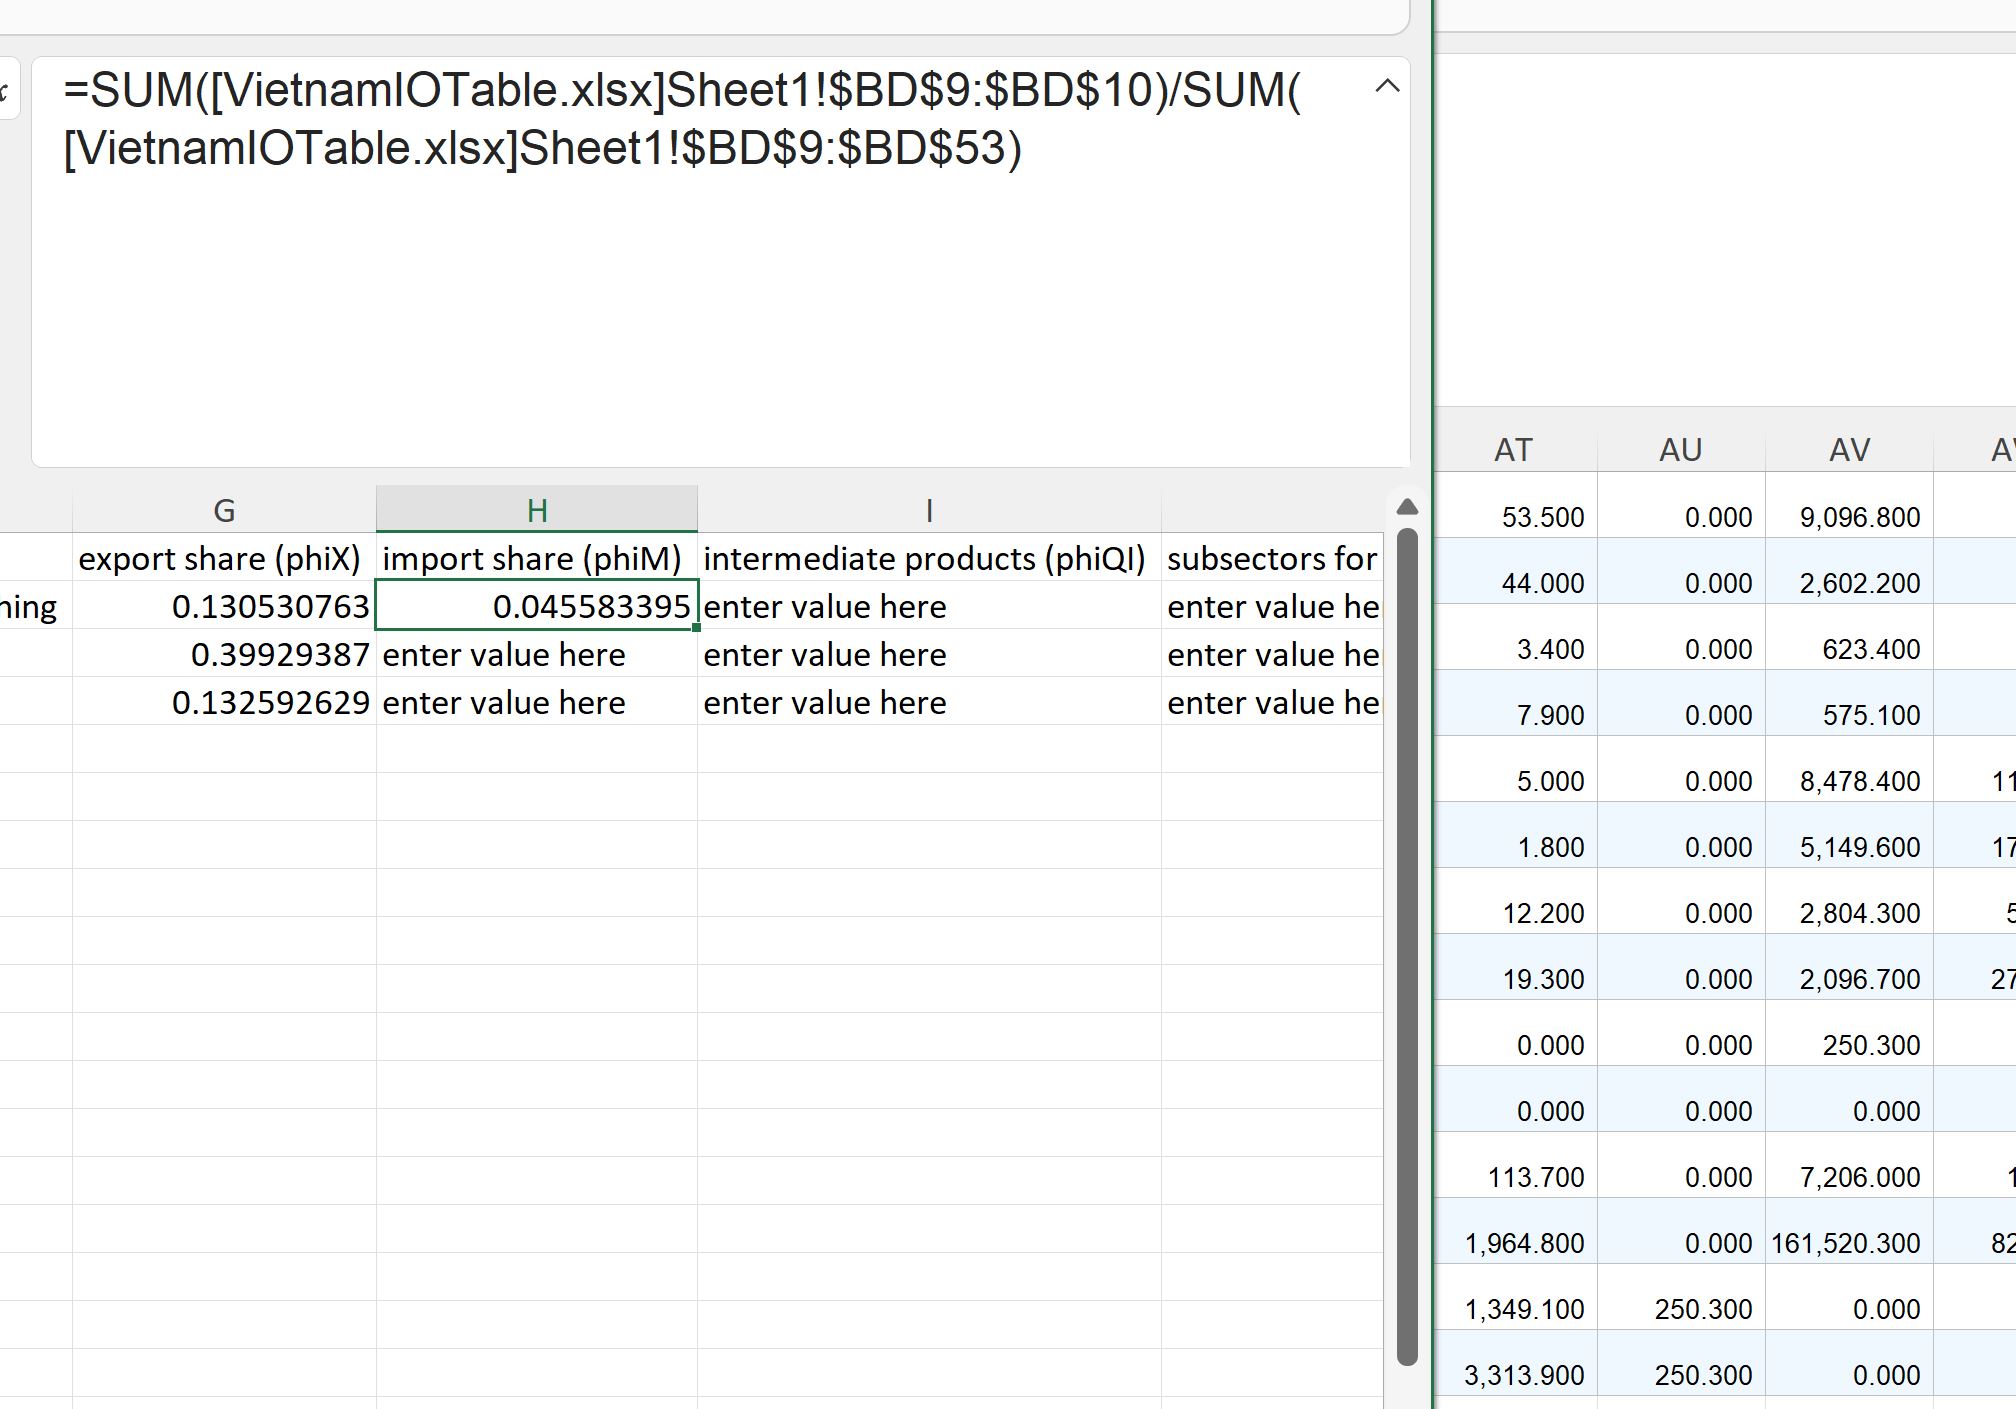 =SUM([VietnamIOTable.xlsx]Sheet1!$BD$9:$BD$10)/SUM(
[VietnamIOTable.xlsx]Sheet1!$BD$9:$BD$53)
G H I
export share (phiX) import share (phiM) intermediate products (phiQI) subsectors for
ning 0.130530763 0.045583395 enter value here enter value he
0.39929387 enter value here enter value here enter value he
0.132592629 enter value here enter value here enter value he
AT AU AV
53.500 0.000 9,096.800
44.000 0.000 2,602.200
3.400 0.000 623.400
7.900 0.000 575.100
5.000 0.000 8,478.400 11
1.800 0.000 5,149.600 17
12.200 0.000 2,804.300 5
19.300 0.000 2,096.700 27
0.000 0.000 250.300
0.000 0.000 0.000
113.700 0.000 7,206.000 1
1,964.800 0.000 161,520.300 82
1,349.100 250.300 0.000
3,313.900 250.300 0.000